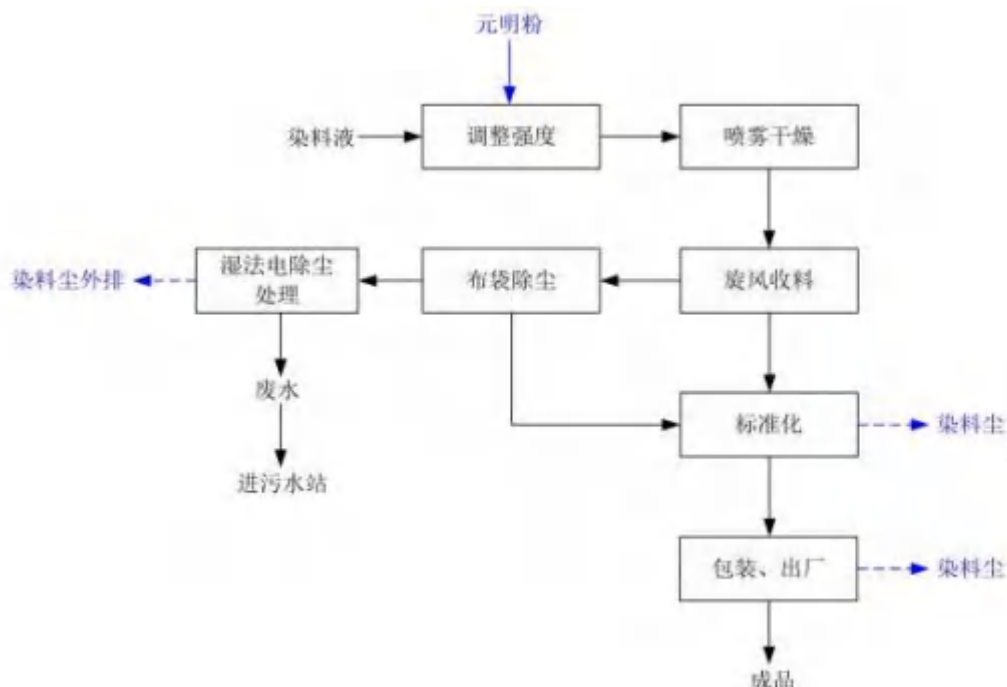 元明粉
染料液
调整强度
喷雾干燥
染料尘外排
湿法电除尘
处理
布袋除尘
旋风收料
废水
标准化
染料尘
进污水站
包装、出厂
染料尘
成品